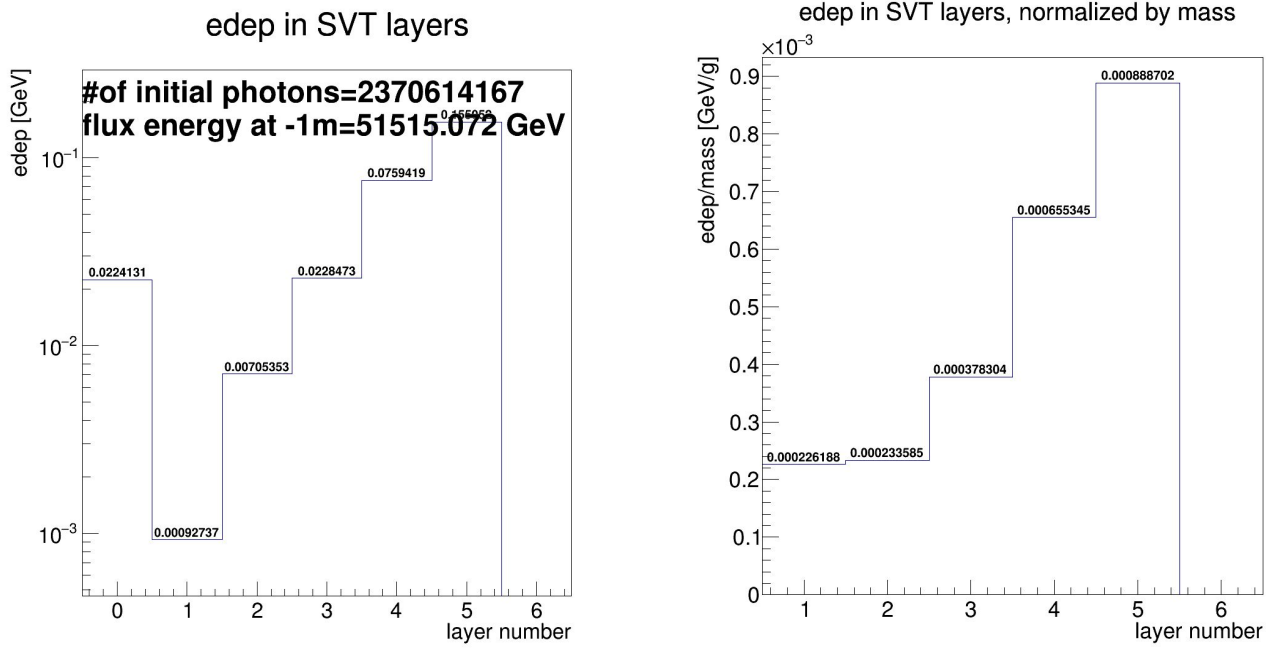 edep in SVT layers
edep [GeV]
#of initial photons=2370614167
flux energy at -1m=51515.072 GeV
10⁻¹
10⁻²
10⁻³
0.0224131
0.00092737
0.00705353
0.0228473
0.0759419
0 1 2 3 4 5 6
layer number
edep in SVT layers, normalized by mass
×10⁻³
edep/mass [GeV/g]
0.9
0.8
0.7
0.6
0.5
0.4
0.3
0.2
0.1
0
0.000226188
0.000233585
0.000378304
0.000655345
0.000888702
1 2 3 4 5 6
layer number